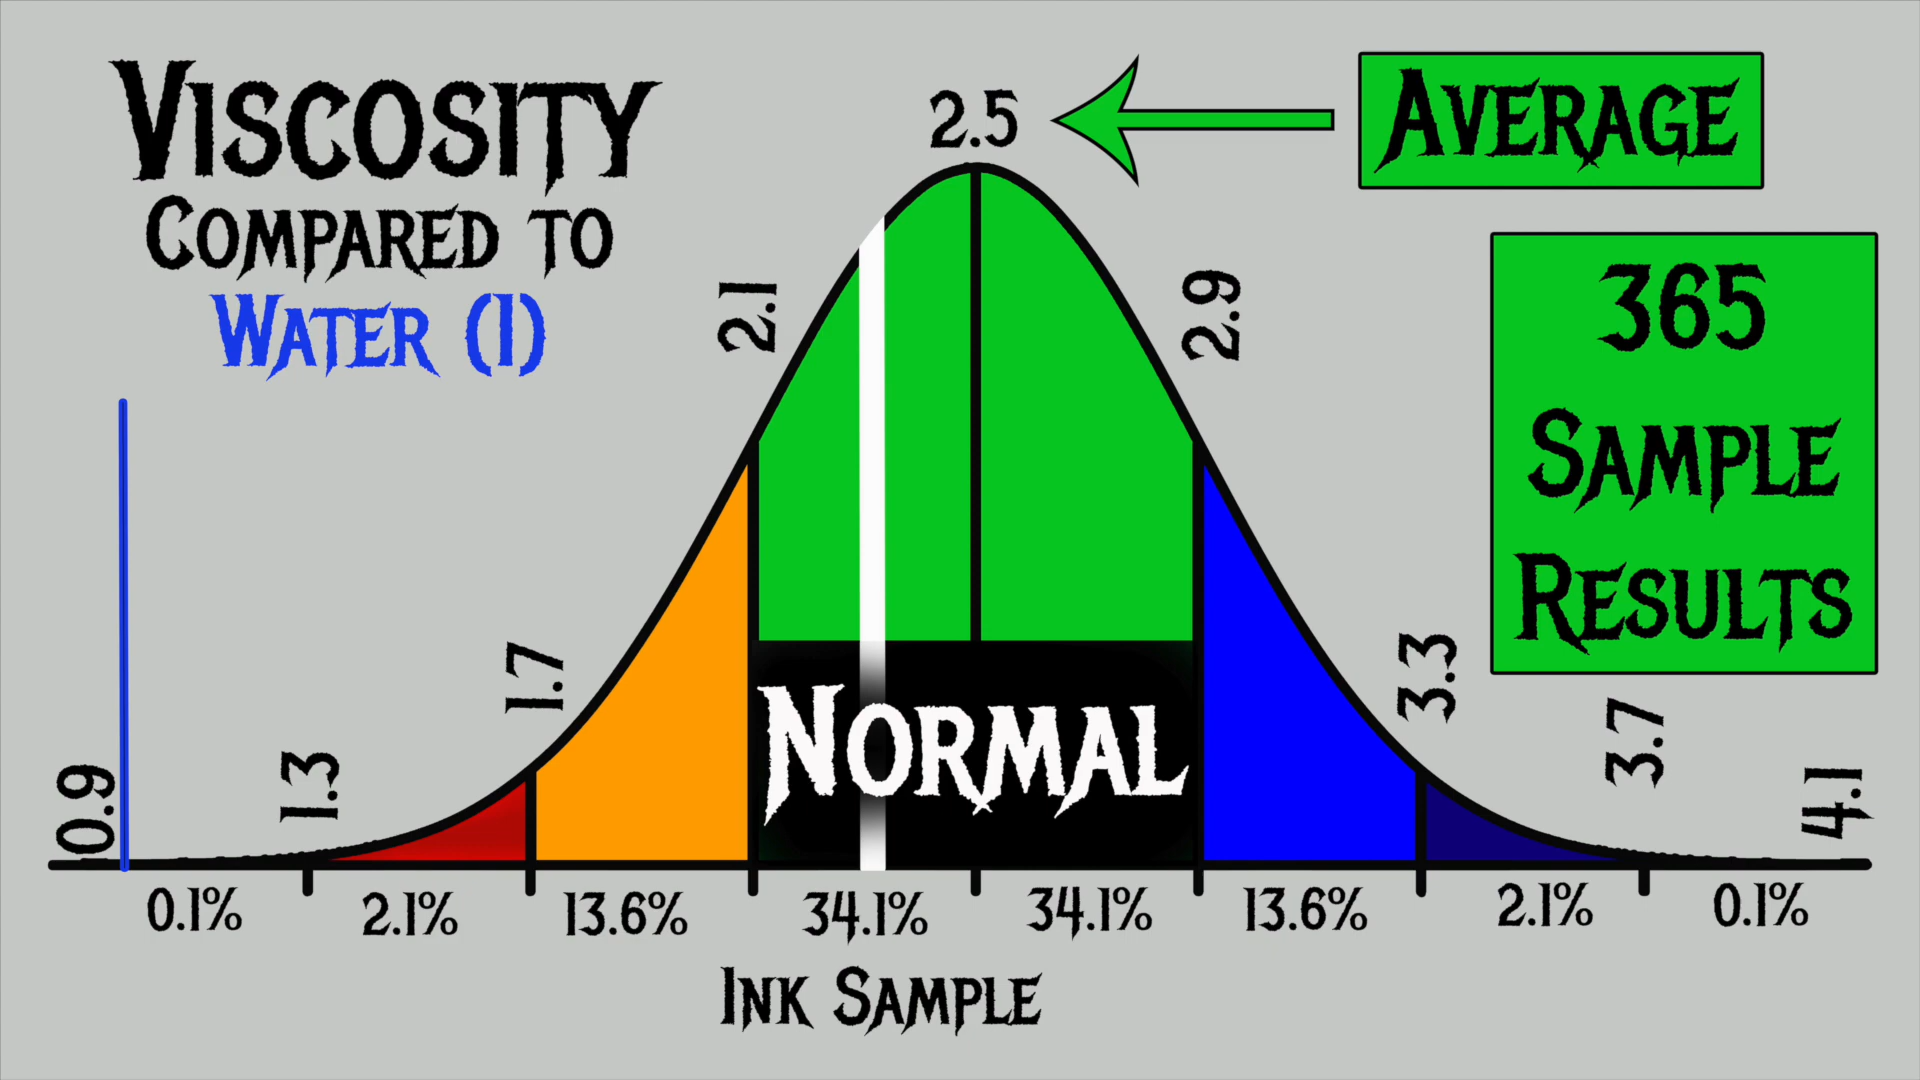 Viscosity
Compared to
Water (1)
2.5
Average
365
Sample
Results
2.1
2.9
1.7
3.3
0.9
1.3
3.7
4.1
Normal
0.1%
2.1%
13.6%
34.1%
34.1%
13.6%
2.1%
0.1%
Ink Sample